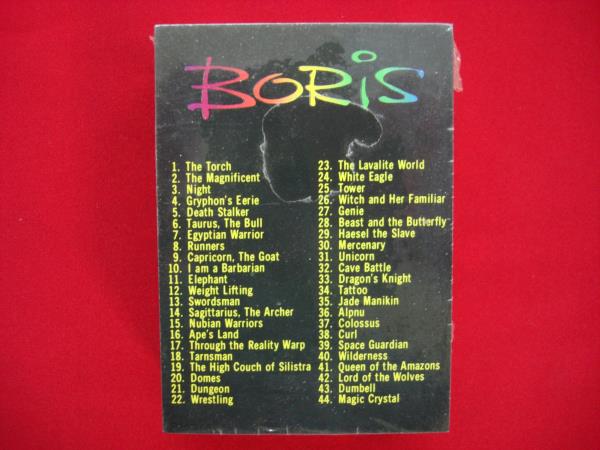 BORiS
1. The Torch
2. The Magnificent
3. Night
4. Gryphon's Eerie
5. Death Stalker
6. Taurus, The Bull
7. Egyptian Warrior
8. Runners
9. Capricorn, The Goat
10. I am a Barbarian
11. Elephant
12. Weight Lifting
13. Swordsman
14. Sagittarius, The Archer
15. Nubian Warriors
16. Ape's Land
17. Through the Reality Warp
18. Tarnsman
19. The High Couch of Silistra
20. Domes
21. Dungeon
22. Wrestling
23. The Lavalite World
24. White Eagle
25. Tower
26. Witch and Her Familiar
27. Genie
28. Beast and the Butterfly
29. Haesel the Slave
30. Mercenary
31. Unicorn
32. Cave Battle
33. Dragon's Knight
34. Tattoo
35. Jade Manikin
36. Alpnu
37. Colossus
38. Curl
39. Space Guardian
40. Wilderness
41. Queen of the Amazons
42. Lord of the Wolves
43. Dumbell
44. Magic Crystal